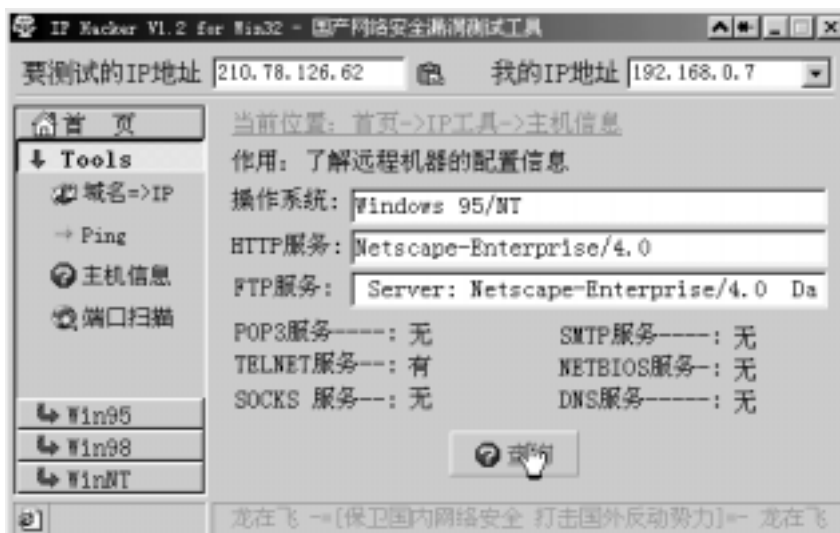 IP Hacker V1.2 for Win32 - 国产网络安全漏洞测试工具
要测试的IP地址 210.78.126.62 我的IP地址 192.168.0.7
首 页
Tools
域名=>IP
Ping
主机信息
端口扫描
Win95
Win98
WinNT
当前位置: 首页->IP工具->主机信息
作用: 了解远程机器的配置信息
操作系统: Windows 95/NT
HTTP服务: Netscape-Enterprise/4.0
FTP服务: Server: Netscape-Enterprise/4.0 Da
POP3服务-----: 无 SMTP服务-----: 无
TELNET服务---: 有 NETBIOS服务-: 无
SOCKS 服务---: 无 DNS服务------: 无
龙在飞 -=[保卫国内网络安全 打击国外反动势力]=- 龙在飞